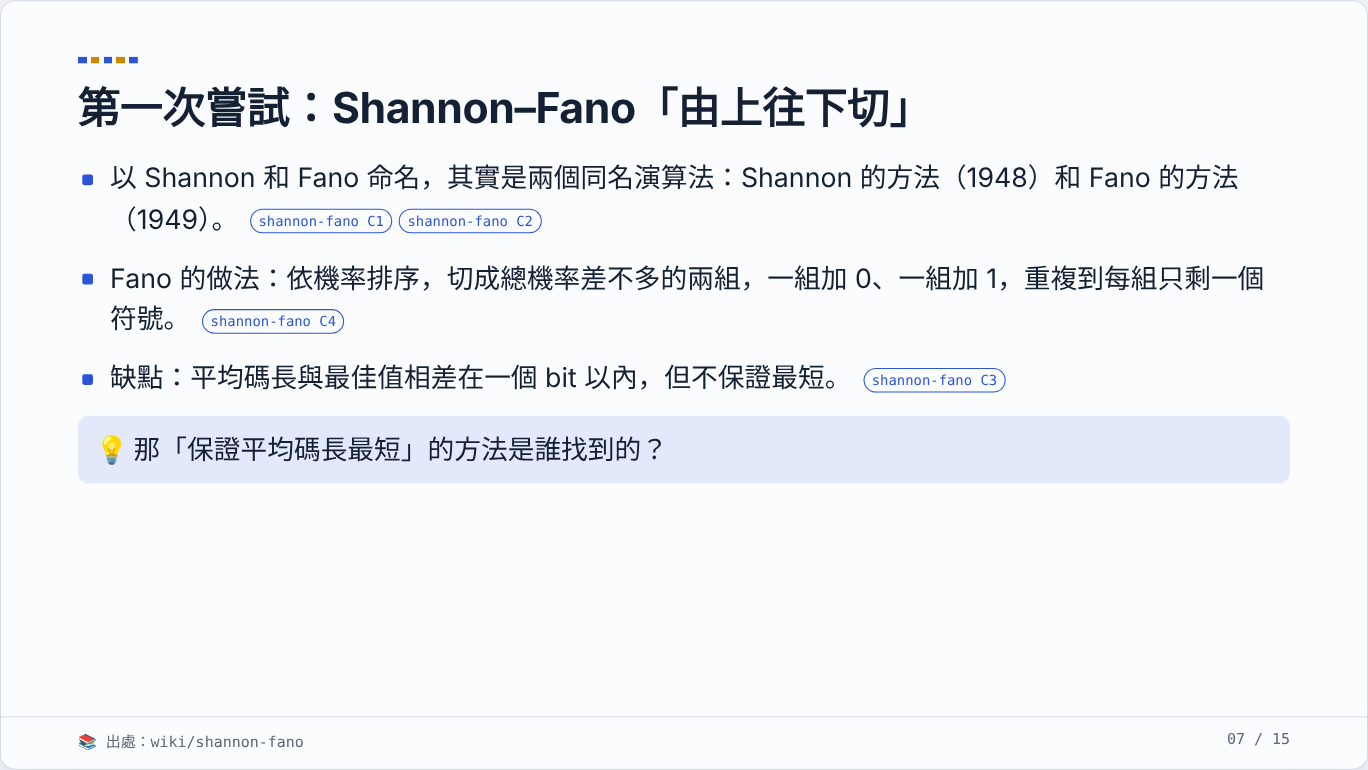 第一次嘗試：Shannon–Fano「由上往下切」
以 Shannon 和 Fano 命名，其實是兩個同名演算法：Shannon 的方法（1948）和 Fano 的方法
（1949）。 shannon-fano C1 shannon-fano C2
Fano 的做法：依機率排序，切成總機率差不多的兩組，一組加 0、一組加 1，重複到每組只剩一個
符號。 shannon-fano C4
缺點：平均碼長與最佳值相差在一個 bit 以內，但不保證最短。 shannon-fano C3
💡 那「保證平均碼長最短」的方法是誰找到的？
📚 出處：wiki/shannon-fano
07 / 15